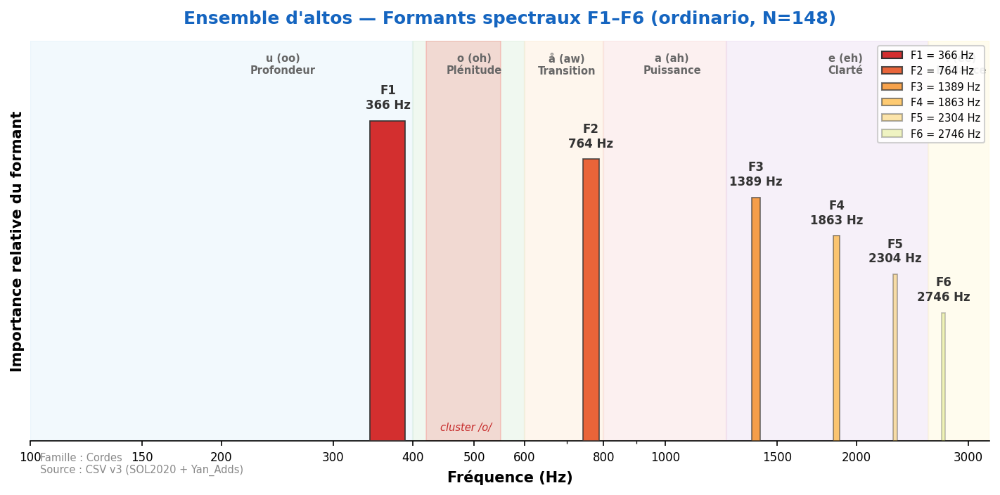 Ensemble d'altos — Formants spectraux F1–F6 (ordinario, N=148)
u (oo)
Profondeur
o (oh)
Plénitude
å (aw)
Transition
a (ah)
Puissance
e (eh)
Clarté
F1 = 366 Hz
F2 = 764 Hz
F3 = 1389 Hz
F4 = 1863 Hz
F5 = 2304 Hz
F6 = 2746 Hz
F1
366 Hz
F2
764 Hz
F3
1389 Hz
F4
1863 Hz
F5
2304 Hz
F6
2746 Hz
cluster /o/
Importance relative du formant
100 150 200 300 400 500 600 800 1000 1500 2000 3000
Famille : Cordes
Source : CSV v3 (SOL2020 + Yan_Adds)
Fréquence (Hz)